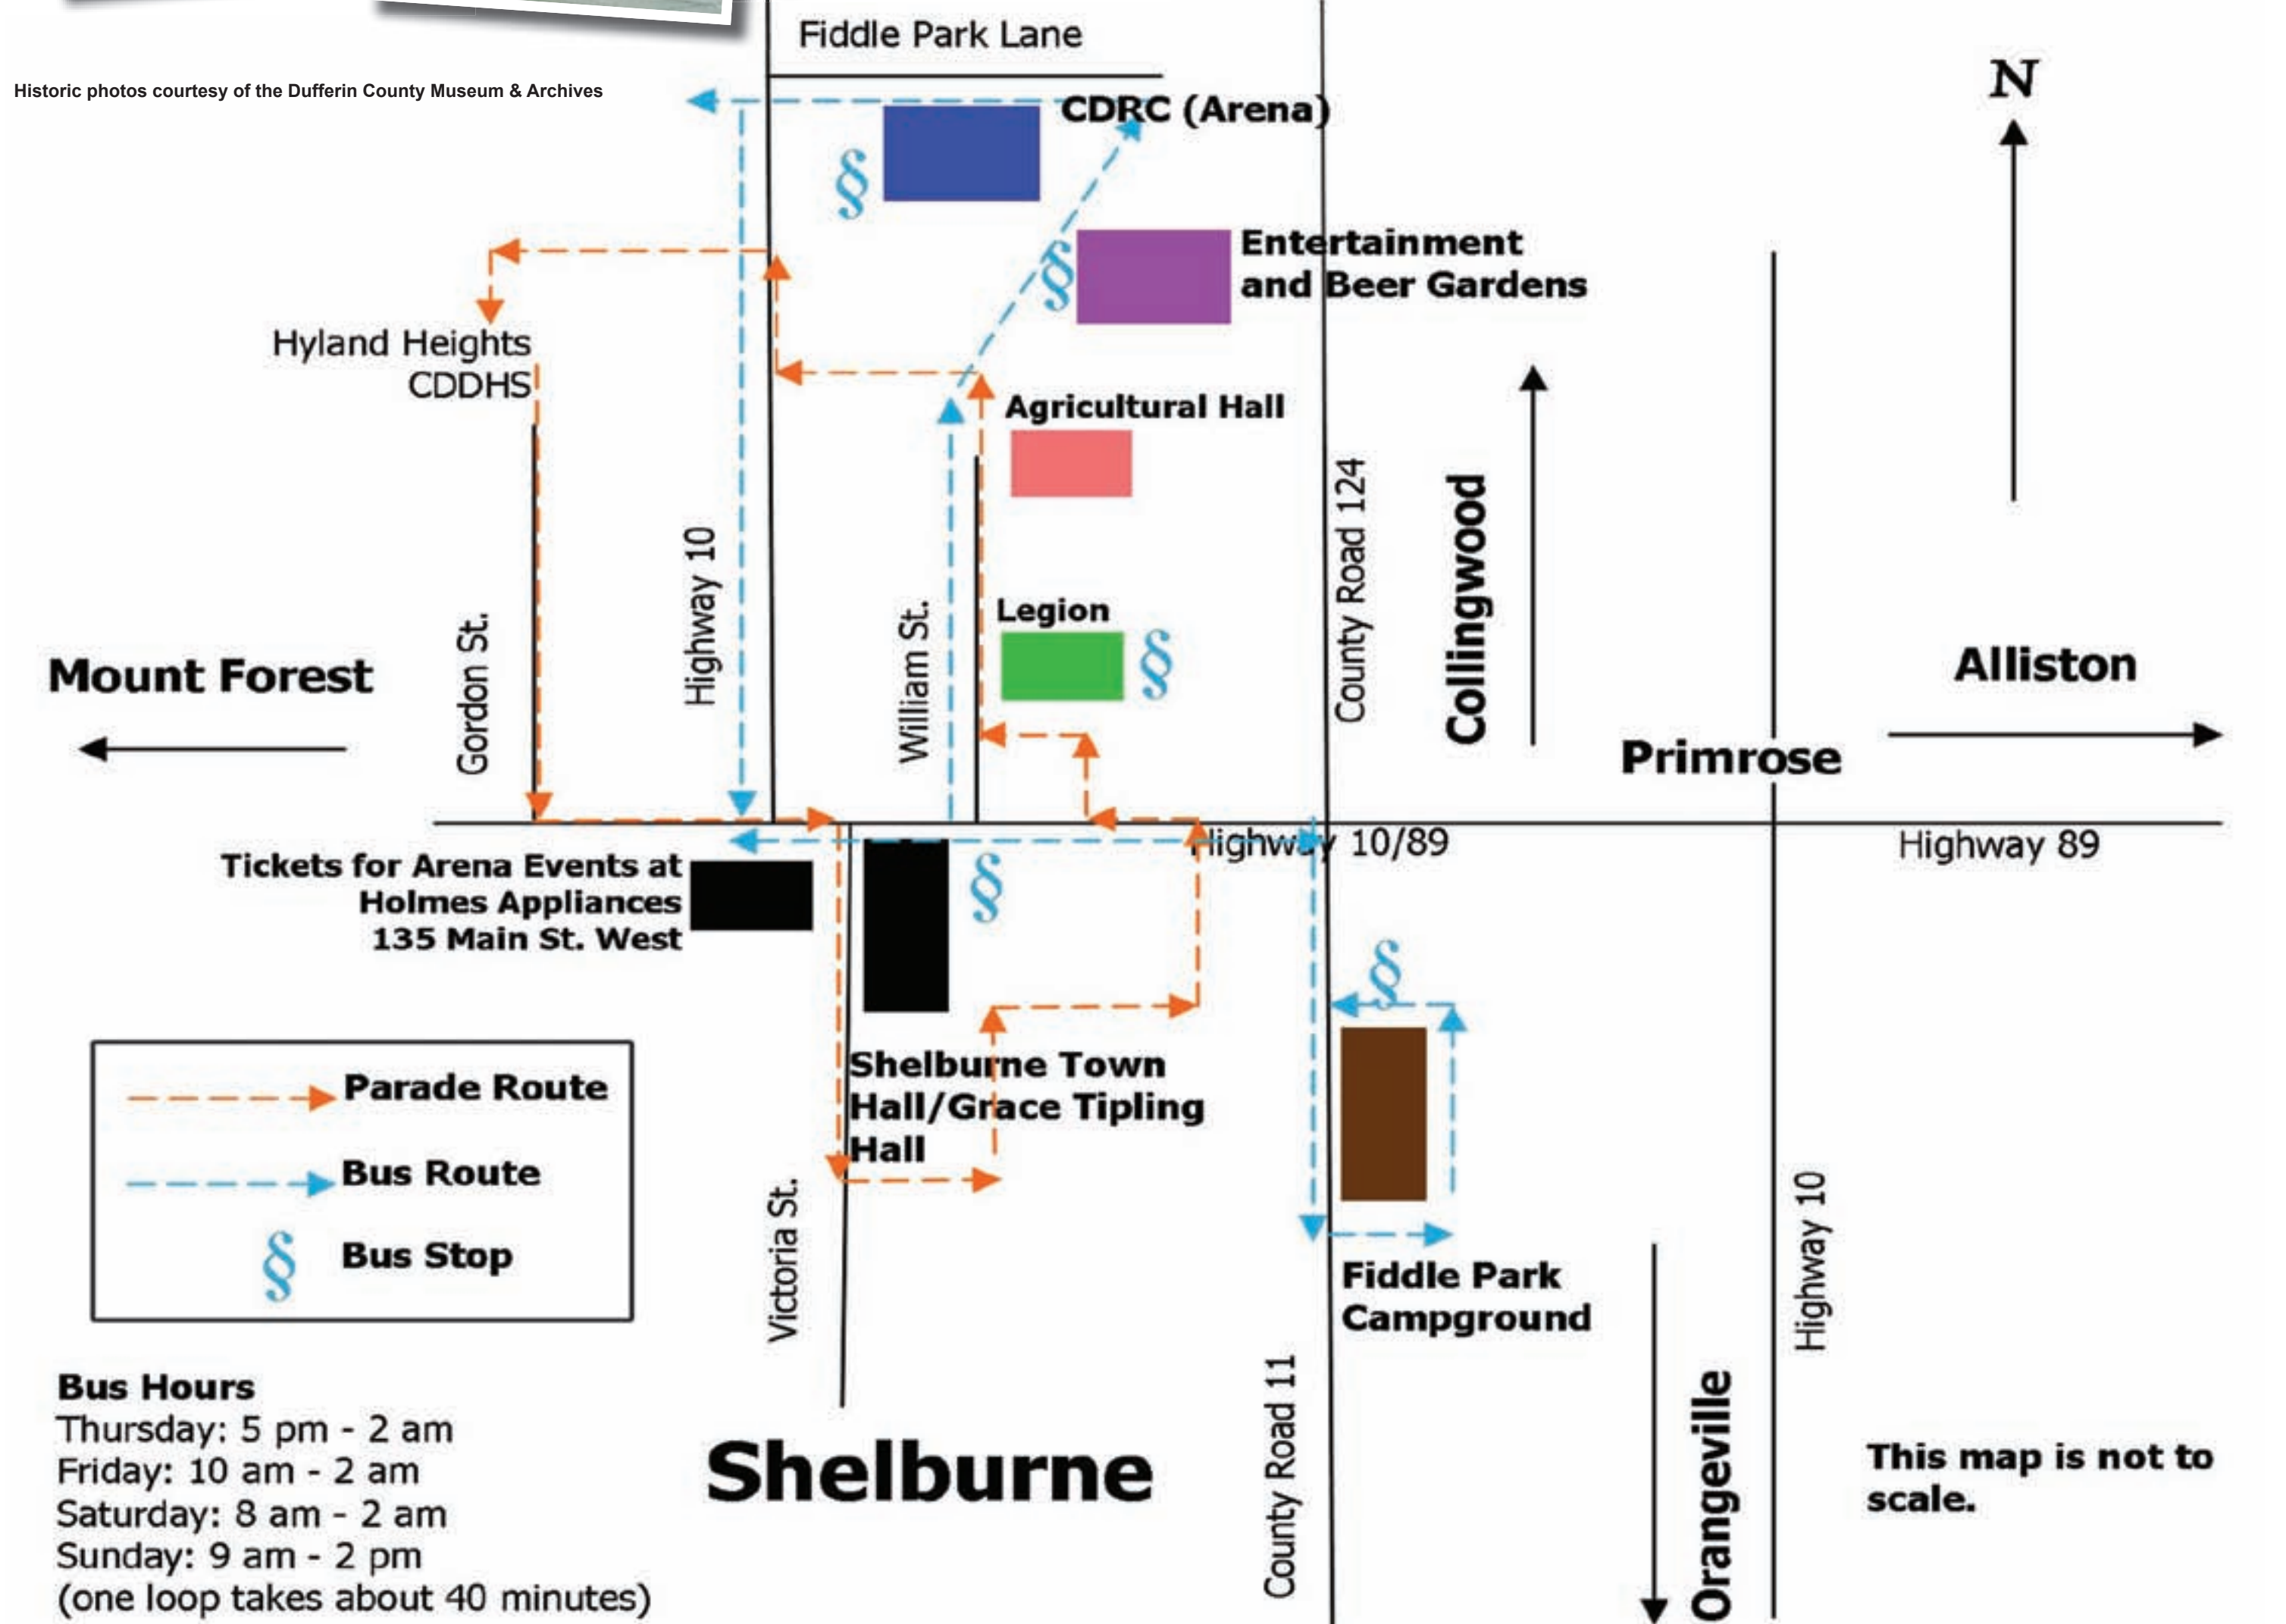 Fiddle Park Lane
Historic photos courtesy of the Dufferin County Museum & Archives
N
CDRC (Arena)
§
Entertainment
and Beer Gardens
§
Hyland Heights
CDDHS
Agricultural Hall
Legion
§
Gordon St.
Highway 10
William St.
County Road 124
Collingwood
Mount Forest
Alliston
Primrose
Highway 10/89
Highway 89
Tickets for Arena Events at
Holmes Appliances
135 Main St. West
§
§
Shelburne Town
Hall/Grace Tipling
Hall
Parade Route
Bus Route
§ Bus Stop
Victoria St.
Fiddle Park
Campground
County Road 11
Highway 10
Orangeville
Bus Hours
Thursday: 5 pm - 2 am
Friday: 10 am - 2 am
Saturday: 8 am - 2 am
Sunday: 9 am - 2 pm
(one loop takes about 40 minutes)
Shelburne
This map is not to
scale.